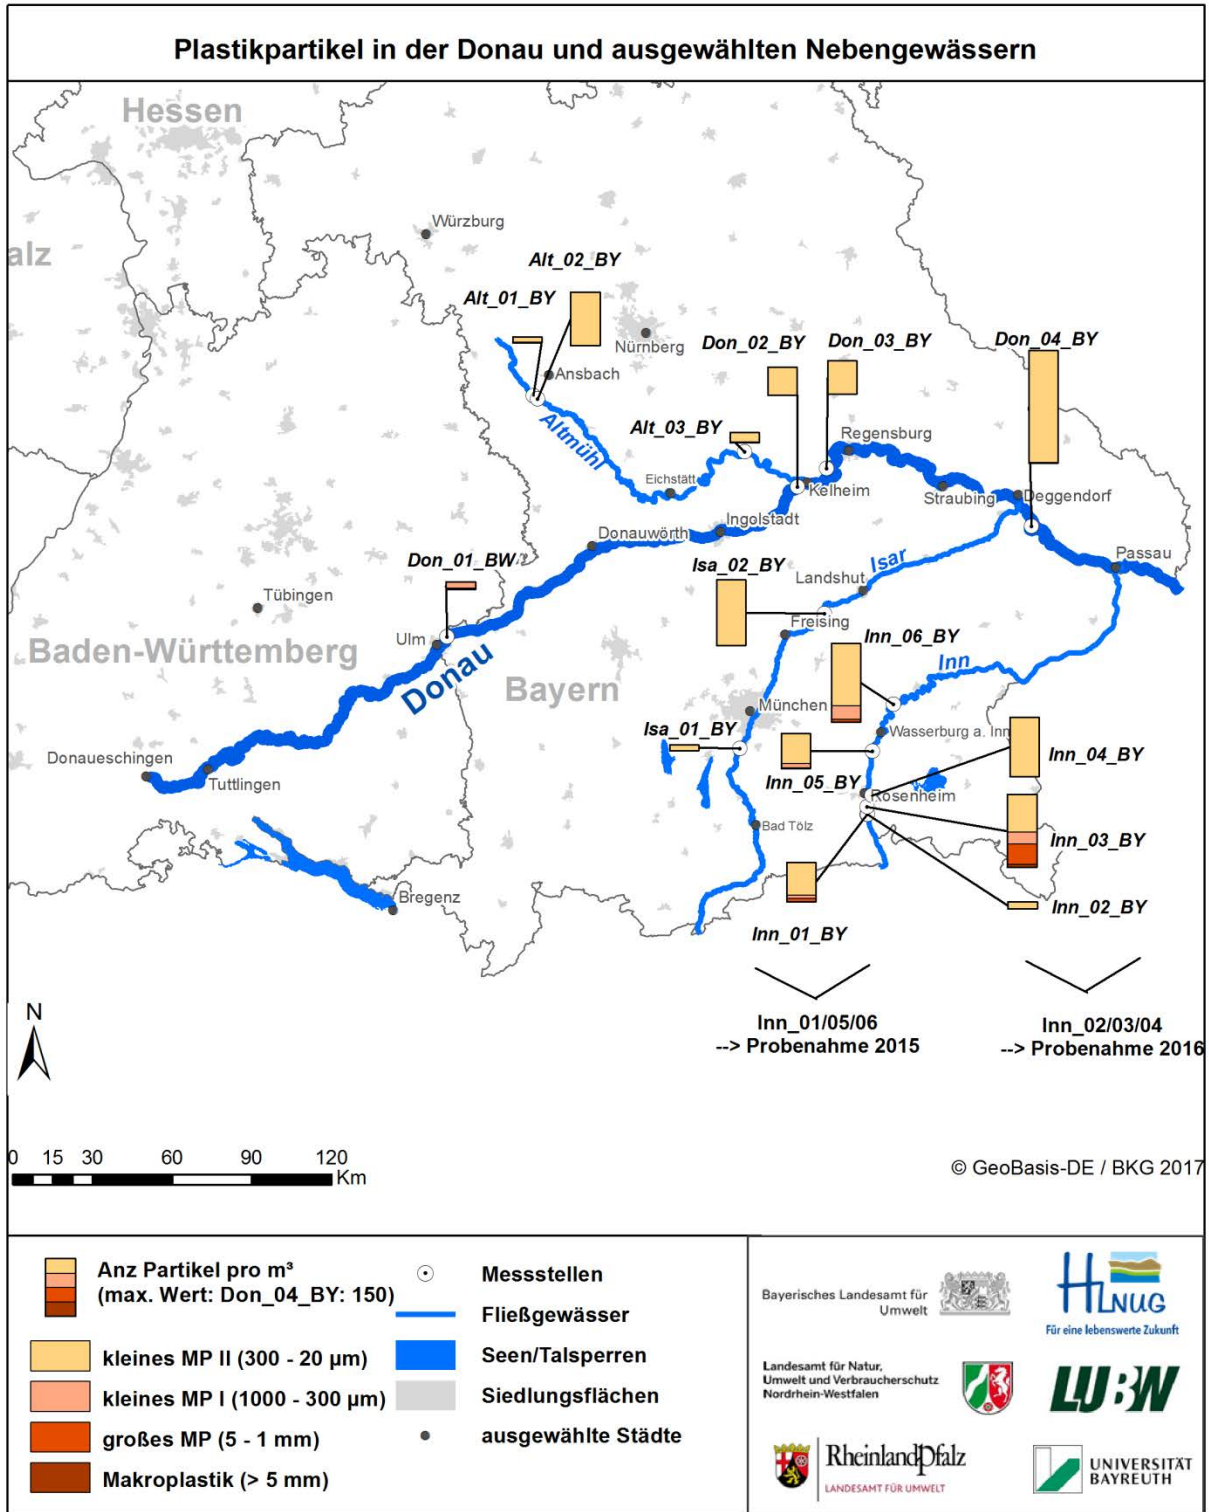 Plastikpartikel in der Donau und ausgewählten Nebengewässern
Hessen
alz
Würzburg
Alt_02_BY
Alt_01_BY
Nürnberg
Ansbach
Don_02_BY
Don_03_BY
Don_04_BY
Altmühl
Alt_03_BY
Regensburg
Eichstätt
Kelheim
Straubing
Deggendorf
Ingolstadt
Donauwörth
Don_01_BW
Isa_02_BY
Isar
Passau
Landshut
Tübingen
Freising
Ulm
Inn_06_BY
Baden-Württemberg
Donau
Bayern
Inn
München
Isa_01_BY
Wasserburg a. Inn
Donaueschingen
Inn_04_BY
Tuttlingen
Inn_05_BY
Rosenheim
Bad Tölz
Inn_03_BY
Bregenz
Inn_02_BY
Inn_01_BY
Inn_01/05/06
--> Probenahme 2015
Inn_02/03/04
--> Probenahme 2016
N
0 15 30 60 90 120
Km
© GeoBasis-DE / BKG 2017
Anz Partikel pro m³
(max. Wert: Don_04_BY: 150)
kleines MP II (300 - 20 µm)
kleines MP I (1000 - 300 µm)
großes MP (5 - 1 mm)
Makroplastik (> 5 mm)
Messstellen
Fließgewässer
Seen/Talsperren
Siedlungsflächen
ausgewählte Städte
Bayerisches Landesamt für
Umwelt
HLNUG
Für eine lebenswerte Zukunft
Landesamt für Natur,
Umwelt und Verbraucherschutz
Nordrhein-Westfalen
LUBW
RheinlandPfalz
LANDESAMT FÜR UMWELT
UNIVERSITÄT
BAYREUTH